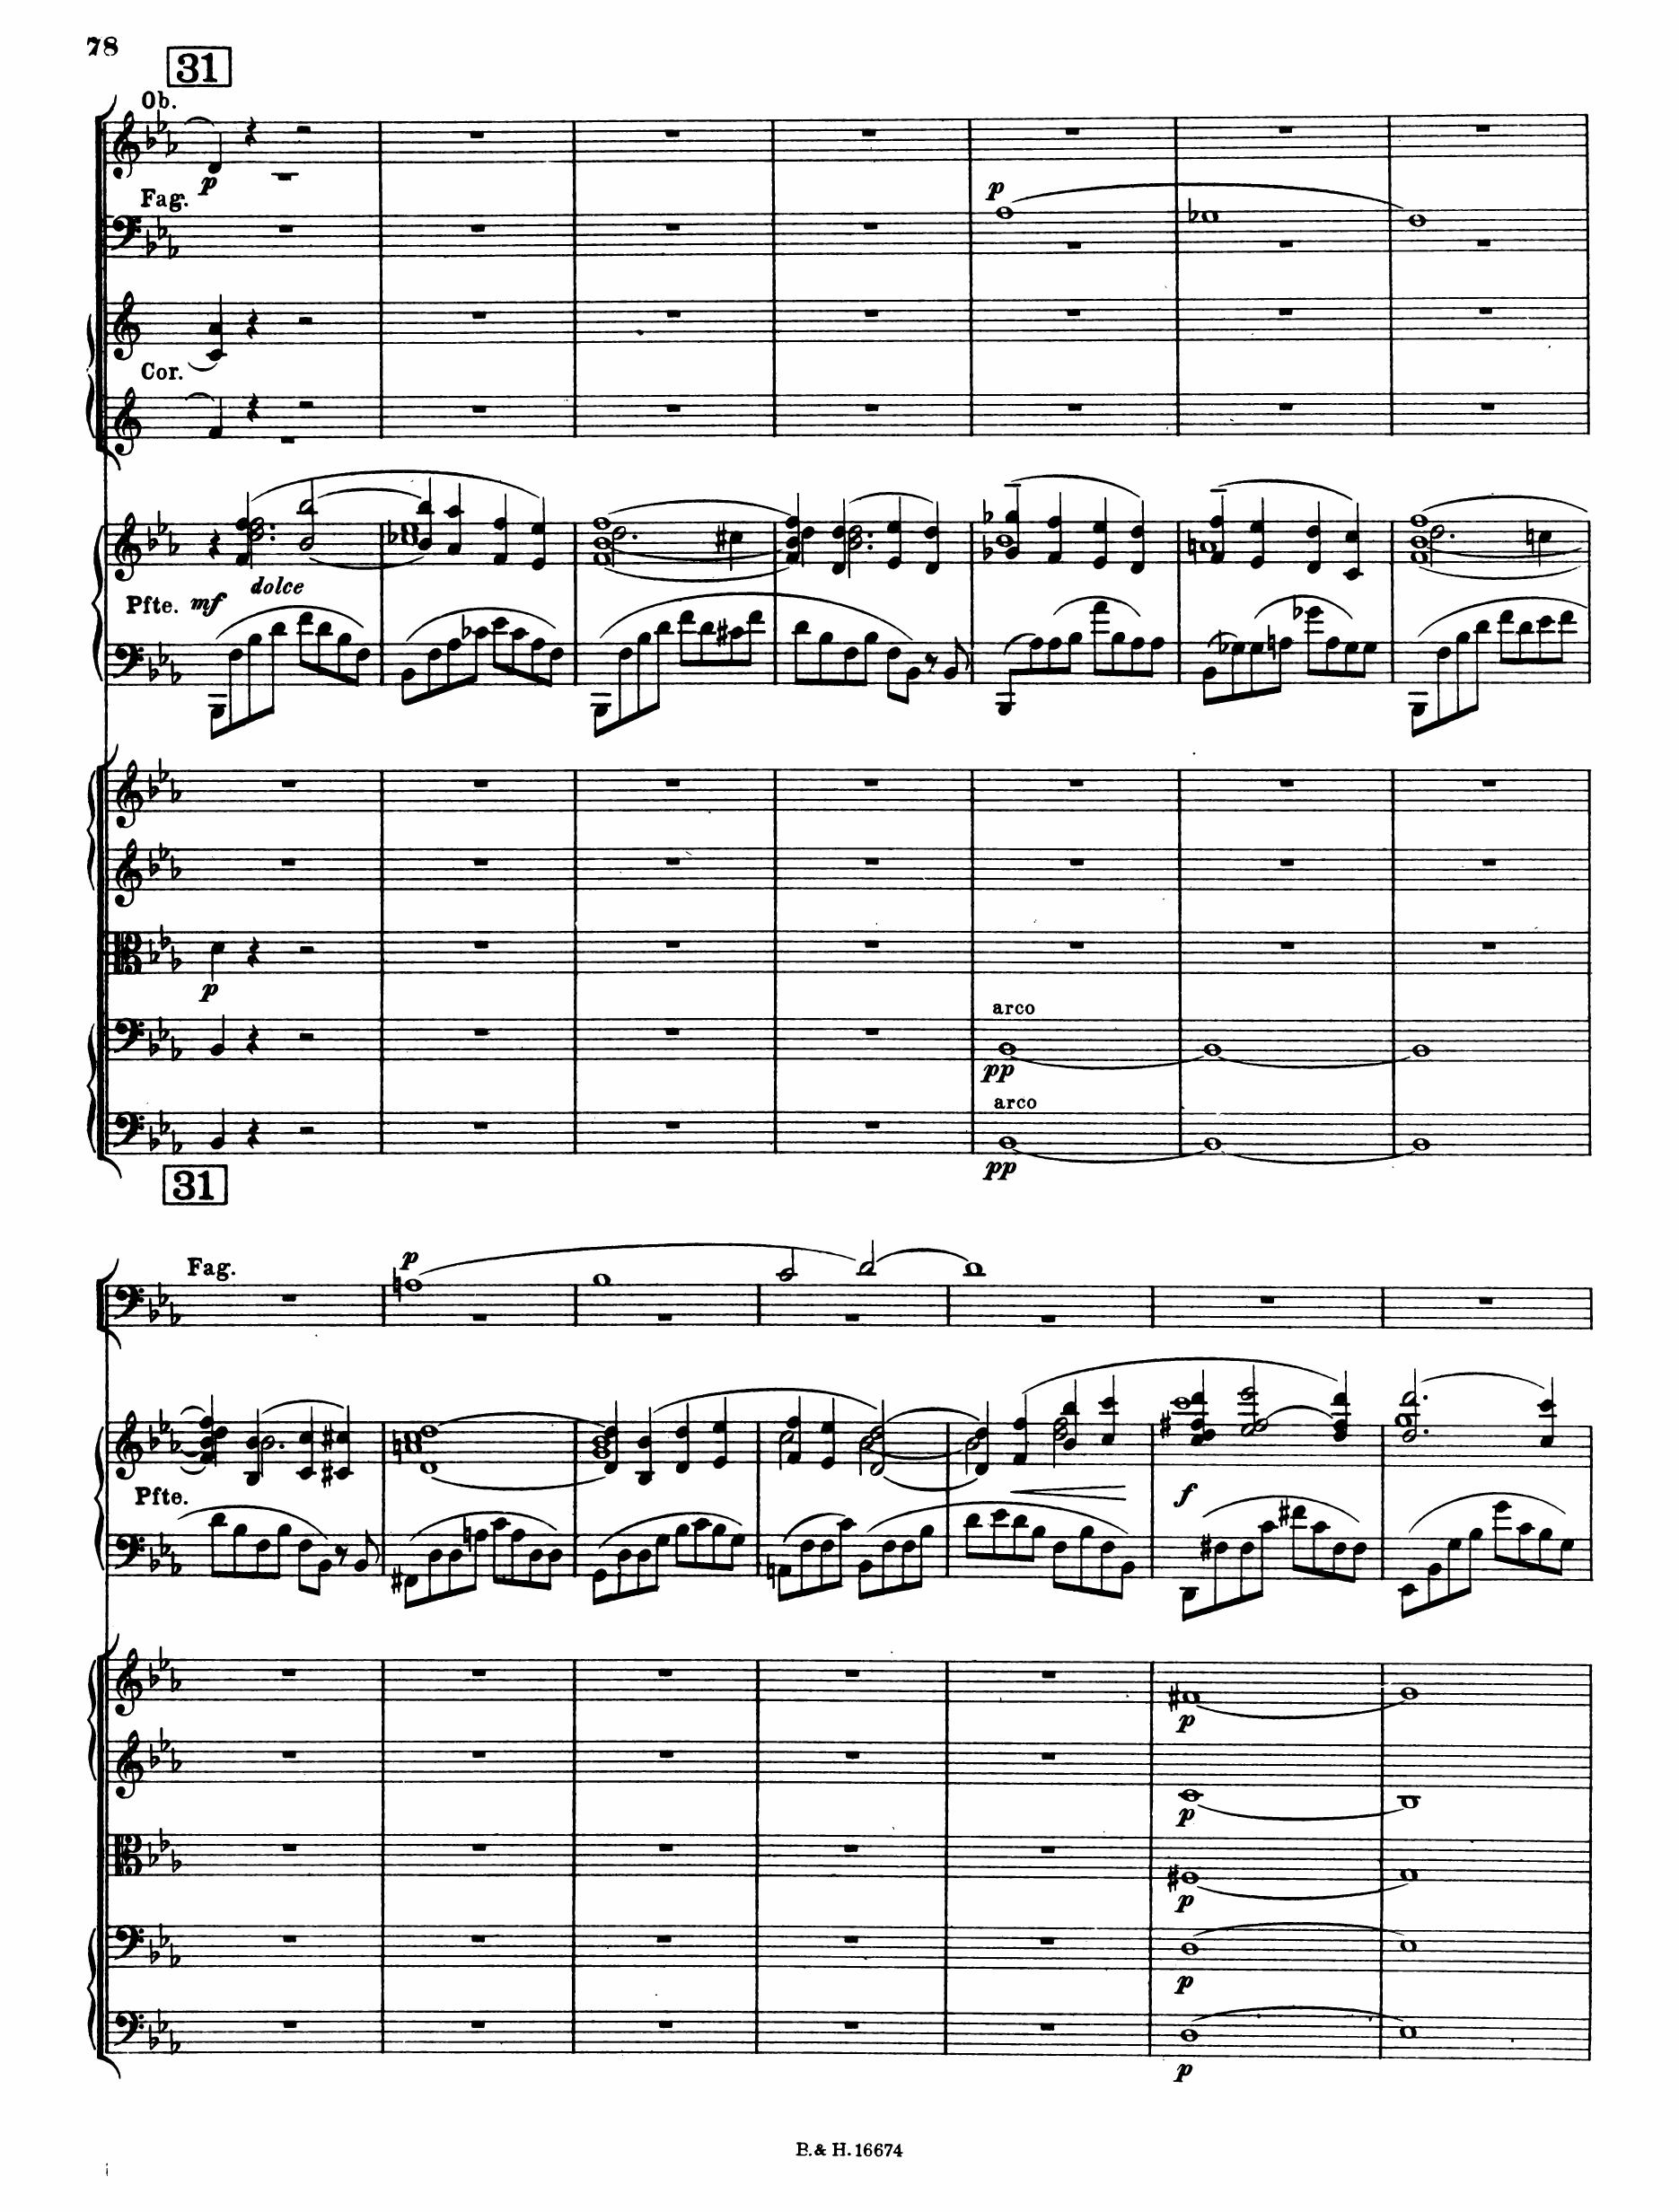 78
31
Ob.
p
Fag.
p
Cor.
dolce
Pfte. mf
p
arco
pp
arco
pp
31
Fag.
p
Pfte.
f
p
p
p
p
p
B. & H. 16674